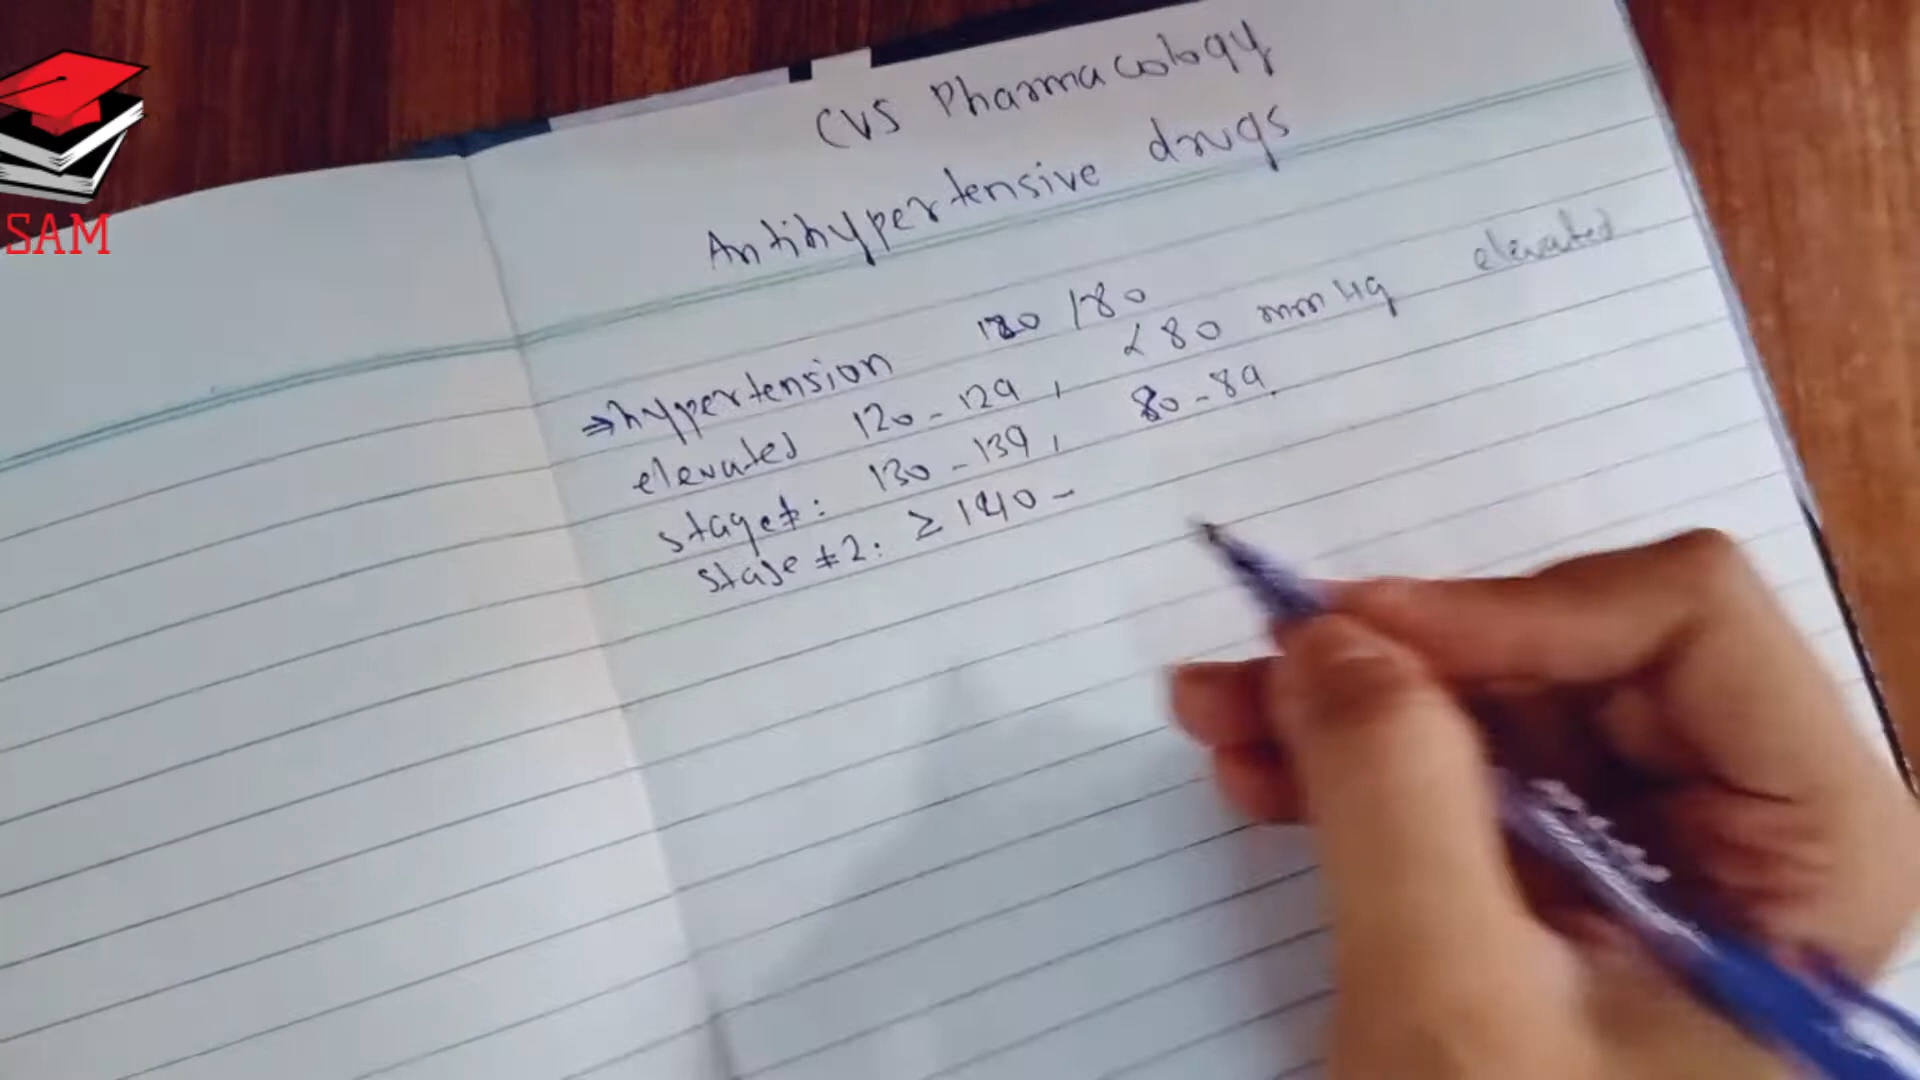 SAM
CVS Pharmacology
Antihypertensive drugs
⇒hypertension 120/80
elevated 120-129, <80 mmHg elevated
stage 1: 130-139, 80-89.
stage #2: ≥140-